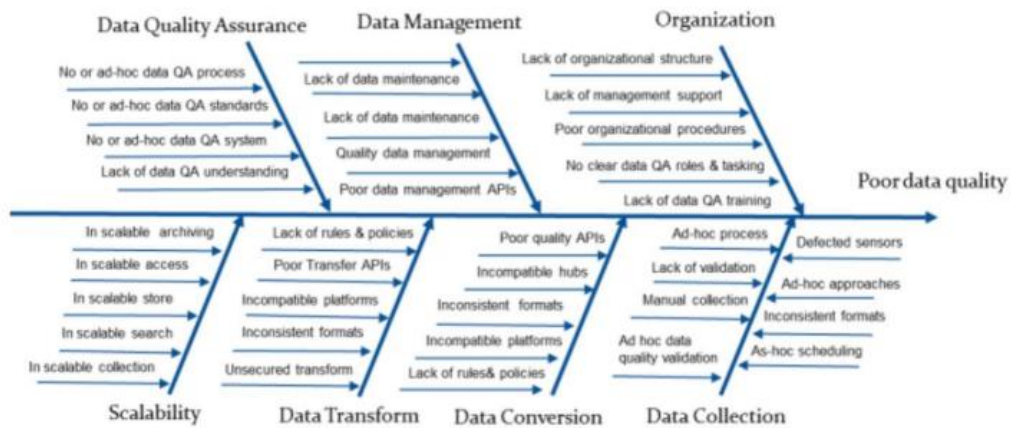 Data Quality Assurance
No or ad-hoc data QA process
No or ad-hoc data QA standards
No or ad-hoc data QA system
Lack of data QA understanding
Data Management
Lack of data maintenance
Lack of data maintenance
Quality data management
Poor data management APIs
Organization
Lack of organizational structure
Lack of management support
Poor organizational procedures
No clear data QA roles & tasking
Lack of data QA training
Poor data quality
In scalable archiving
In scalable access
In scalable store
In scalable search
In scalable collection
Scalability
Lack of rules & policies
Poor Transfer APIs
Incompatible platforms
Inconsistent formats
Unsecured transform
Data Transform
Poor quality APIs
Incompatible hubs
Inconsistent formats
Incompatible platforms
Lack of rules& policies
Data Conversion
Ad-hoc process
Lack of validation
Manual collection
Ad hoc data
quality validation
Defected sensors
Ad-hoc approaches
Inconsistent formats
As-hoc scheduling
Data Collection